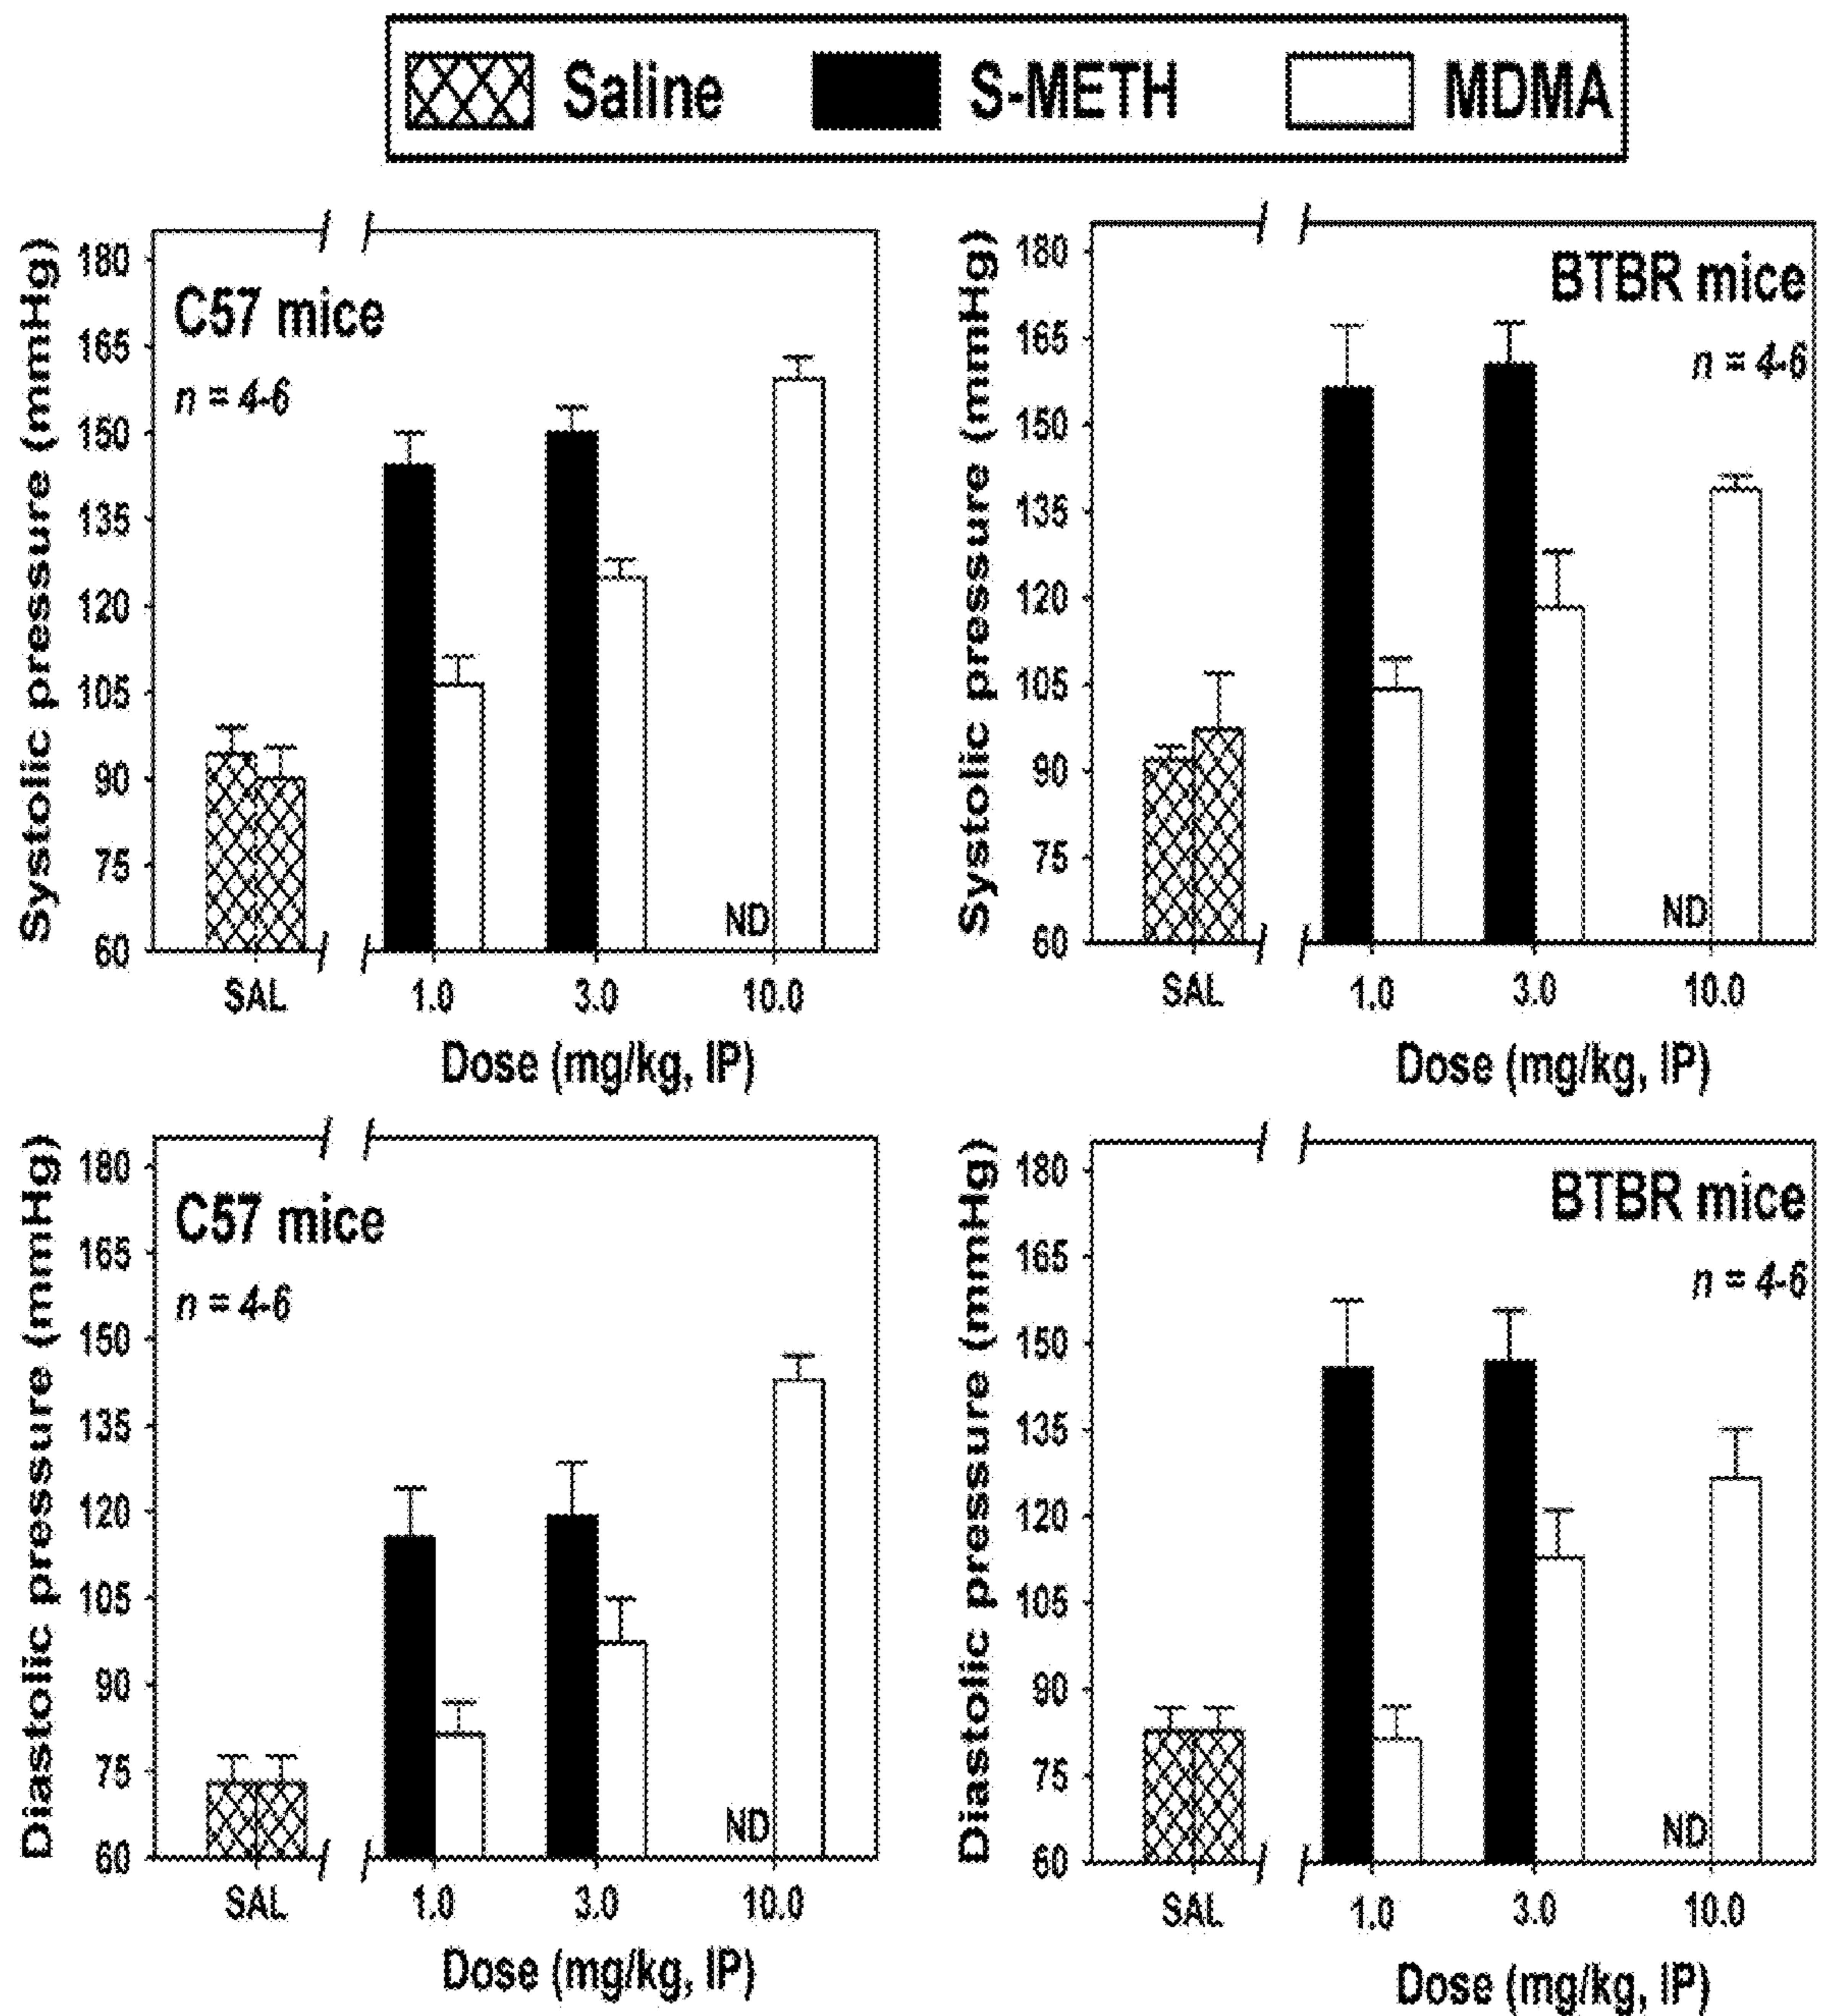 Saline S-METH MDMA
Systolic pressure (mmHg)
180
165
150
135
120
105
90
75
60
C57 mice
n = 4-6
ND
SAL 1.0 3.0 10.0
Dose (mg/kg, IP)
Systolic pressure (mmHg)
180
165
150
135
120
105
90
75
60
BTBR mice
n = 4-6
ND
SAL 1.0 3.0 10.0
Dose (mg/kg, IP)
Diastolic pressure (mmHg)
180
165
150
135
120
105
90
75
60
C57 mice
n = 4-6
ND
SAL 1.0 3.0 10.0
Dose (mg/kg, IP)
Diastolic pressure (mmHg)
180
165
150
135
120
105
90
75
60
BTBR mice
n = 4-6
ND
SAL 1.0 3.0 10.0
Dose (mg/kg, IP)